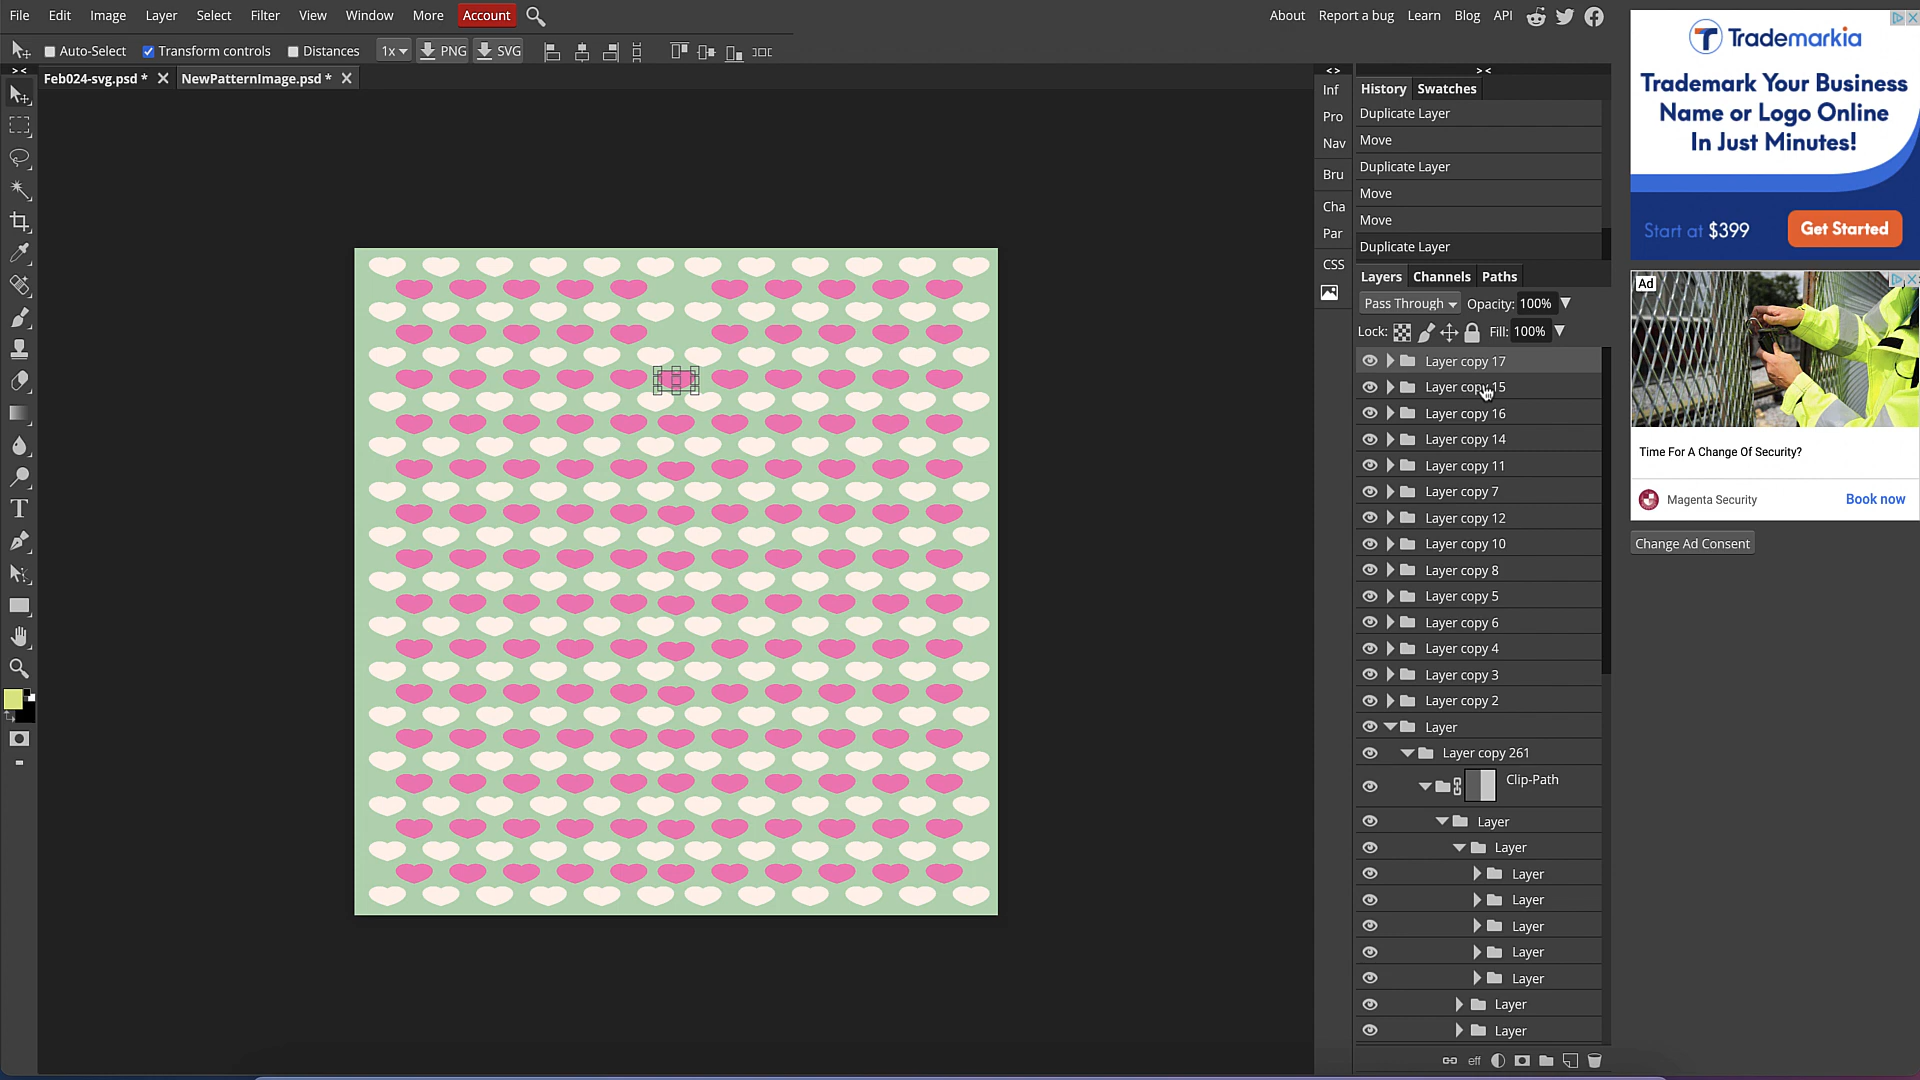 File Edit Image Layer Select Filter View Window More Account
About Report a bug Learn Blog API
Auto-Select Transform controls Distances 1x PNG SVG
Feb024-svg.psd * NewPatternImage.psd *
Inf
Pro
Nav
Bru
Cha
Par
CSS
History Swatches
Duplicate Layer
Move
Duplicate Layer
Move
Move
Duplicate Layer
Layers Channels Paths
Pass Through Opacity: 100%
Lock: Fill: 100%
Layer copy 17
Layer copy 15
Layer copy 16
Layer copy 14
Layer copy 11
Layer copy 7
Layer copy 12
Layer copy 10
Layer copy 8
Layer copy 5
Layer copy 6
Layer copy 4
Layer copy 3
Layer copy 2
Layer
Layer copy 261
Clip-Path
Layer
Layer
Layer
Layer
Layer
Layer
Layer
Layer
Layer
eff
Trademarkia
Trademark Your Business
Name or Logo Online
In Just Minutes!
Start at $399 Get Started
Ad
Time For A Change Of Security?
Magenta Security Book now
Change Ad Consent